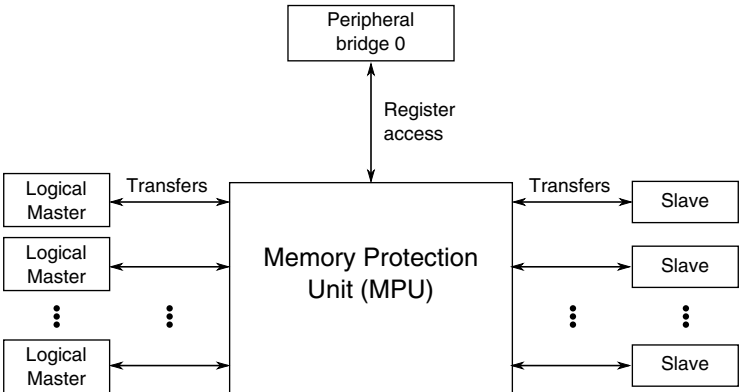 Peripheral
bridge 0
Register
access
Logical
Master
Transfers
Transfers
Slave
Logical
Master
Memory Protection
Unit (MPU)
Slave
Logical
Master
Slave